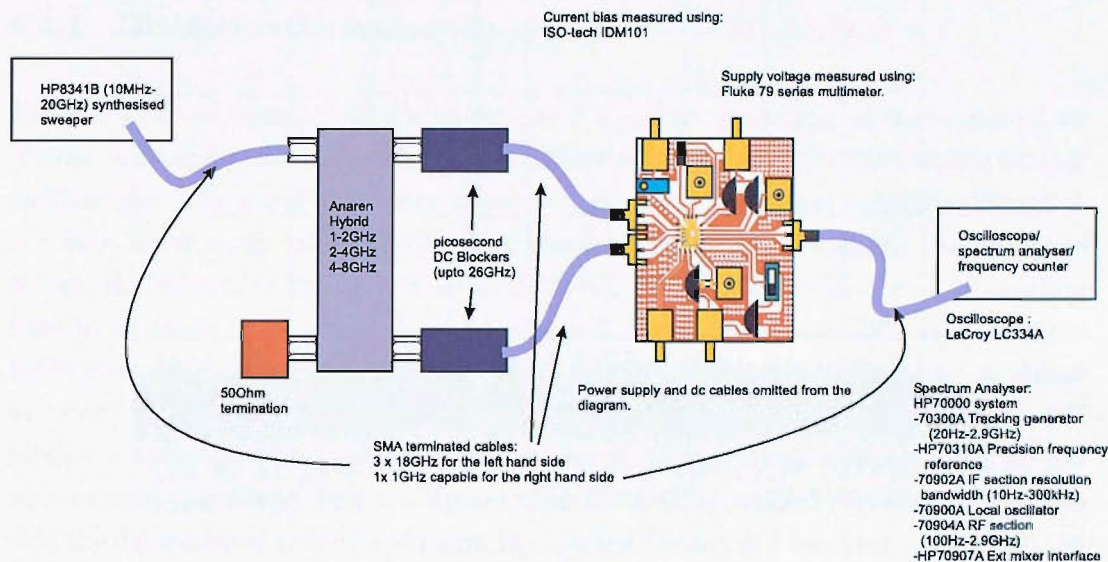 Current bias measured using:
ISO-tech IDM101
HP8341B (10MHz-
20GHz) synthesised
sweeper
Supply voltage measured using:
Fluke 79 series multimeter.
Anaren
Hybrid
1-2GHz
2-4GHz
4-8GHz
picosecond
DC Blockers
(upto 26GHz)
Oscilloscope/
spectrum analyser/
frequency counter
Oscilloscope :
LaCroy LC334A
50Ohm
termination
Power supply and dc cables omitted from the
diagram.
SMA terminated cables:
3 x 18GHz for the left hand side
1x 1GHz capable for the right hand side
Spectrum Analyser:
HP70000 system
-70300A Tracking generator
(20Hz-2.9GHz)
-HP70310A Precision frequency
reference
-70902A IF section resolution
bandwidth (10Hz-300kHz)
-70900A Local oscillator
-70904A RF section
(100Hz-2.9GHz)
-HP70907A Ext mixer interface